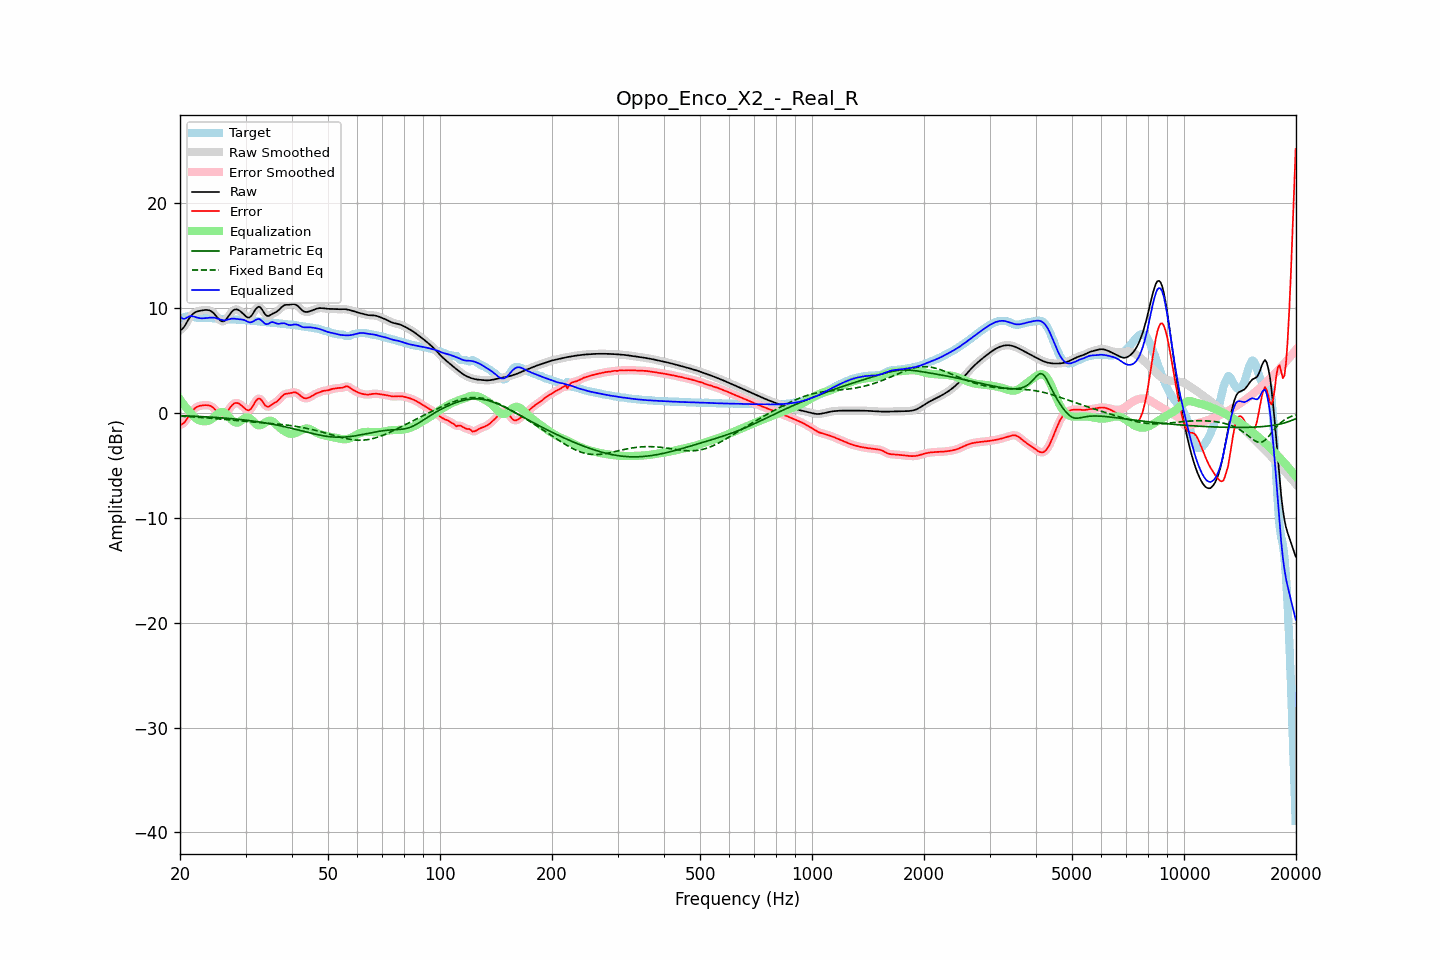 Oppo_Enco_X2_-_Real_R
Target
Raw Smoothed
Error Smoothed
Raw
Error
Equalization
Parametric Eq
Fixed Band Eq
Equalized
20
10
0
−10
−20
−30
−40
Amplitude (dBr)
20
50
100
200
500
1000
2000
5000
10000
20000
Frequency (Hz)